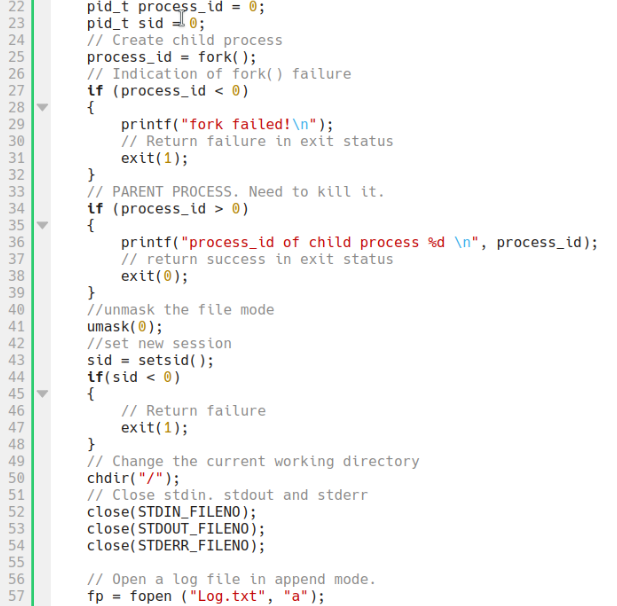 22 pid_t process_id = 0;
23 pid_t sid = 0;
24 // Create child process
25 process_id = fork();
26 // Indication of fork() failure
27 if (process_id < 0)
28 {
29 printf("fork failed!\n");
30 // Return failure in exit status
31 exit(1);
32 }
33 // PARENT PROCESS. Need to kill it.
34 if (process_id > 0)
35 {
36 printf("process_id of child process %d \n", process_id);
37 // return success in exit status
38 exit(0);
39 }
40 //unmask the file mode
41 umask(0);
42 //set new session
43 sid = setsid();
44 if(sid < 0)
45 {
46 // Return failure
47 exit(1);
48 }
49 // Change the current working directory
50 chdir("/");
51 // Close stdin. stdout and stderr
52 close(STDIN_FILENO);
53 close(STDOUT_FILENO);
54 close(STDERR_FILENO);
55
56 // Open a log file in append mode.
57 fp = fopen ("Log.txt", "a");